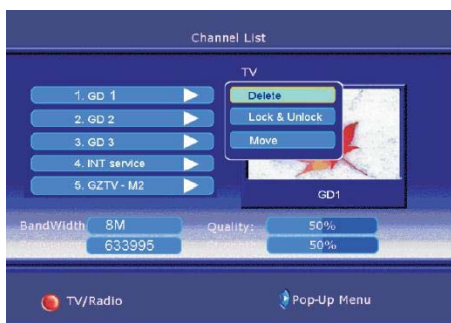 Channel List
TV
1. GD 1
2. GD 2
3. GD 3
4. INT service
5. GZTV - M2
Delete
Lock & Unlock
Move
GD1
BandWidth 8M
Quality: 50%
633995
50%
TV/Radio
Pop-Up Menu